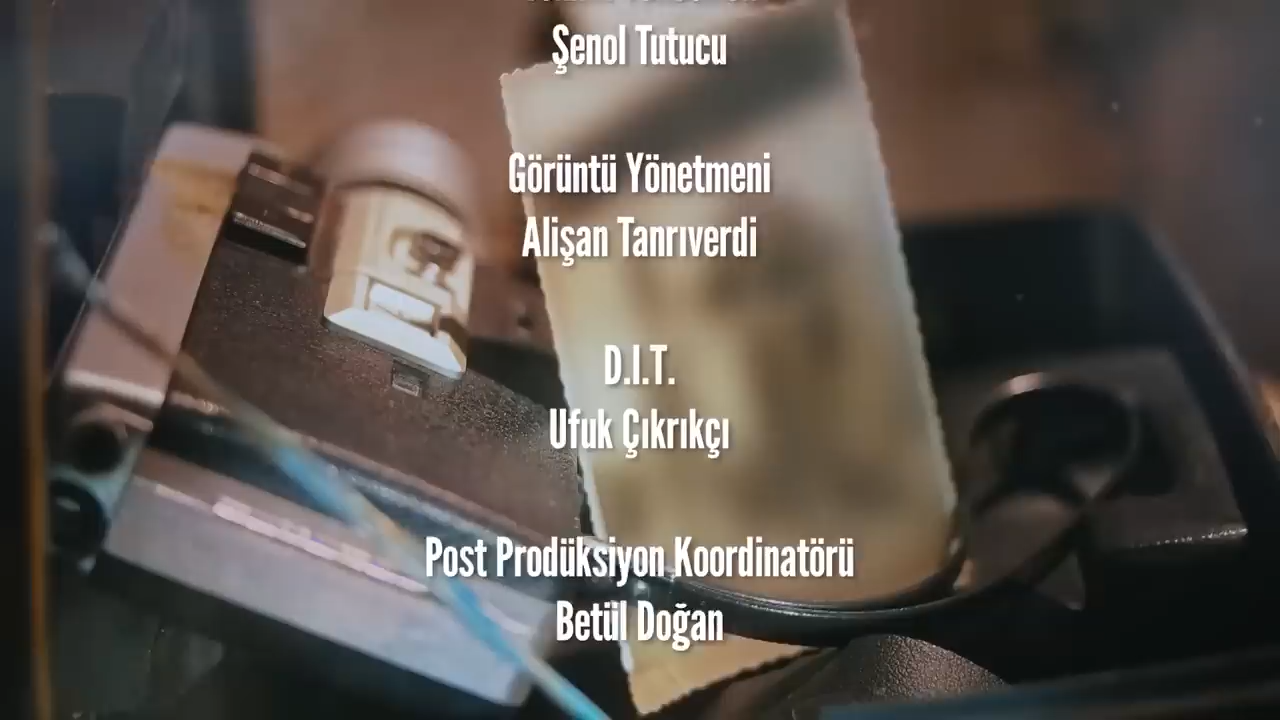 Şenol Tutucu
Görüntü Yönetmeni
Alişan Tanrıverdi
D.I.T.
Ufuk Çıkrıkçı
Post Prodüksiyon Koordinatörü
Betül Doğan